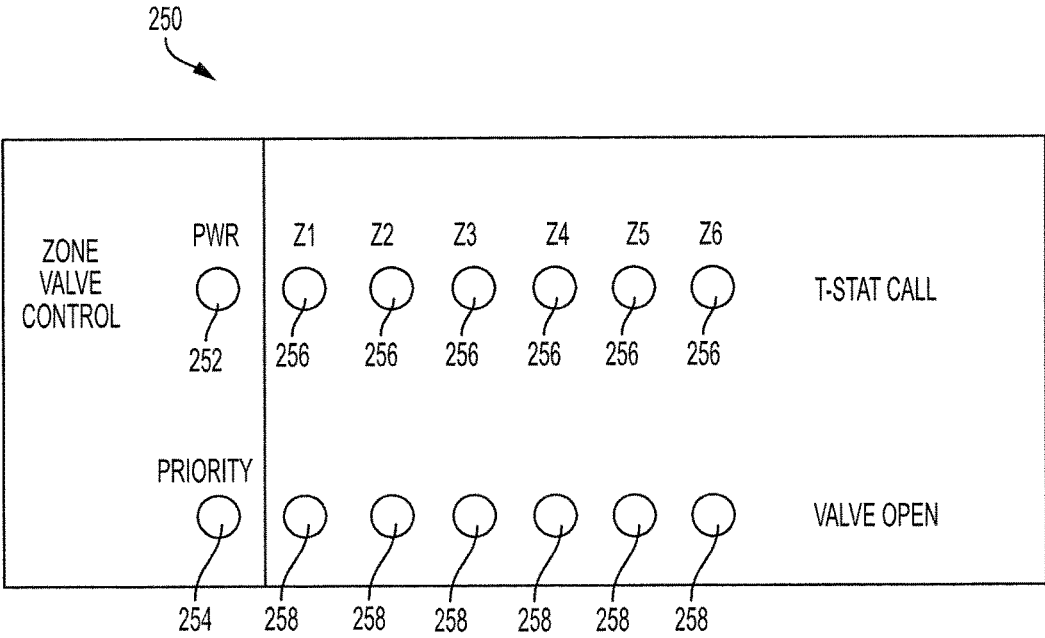 250
ZONE
VALVE
CONTROL
PWR Z1 Z2 Z3 Z4 Z5 Z6
T-STAT CALL
252 256 256 256 256 256 256
PRIORITY
VALVE OPEN
254 258 258 258 258 258 258